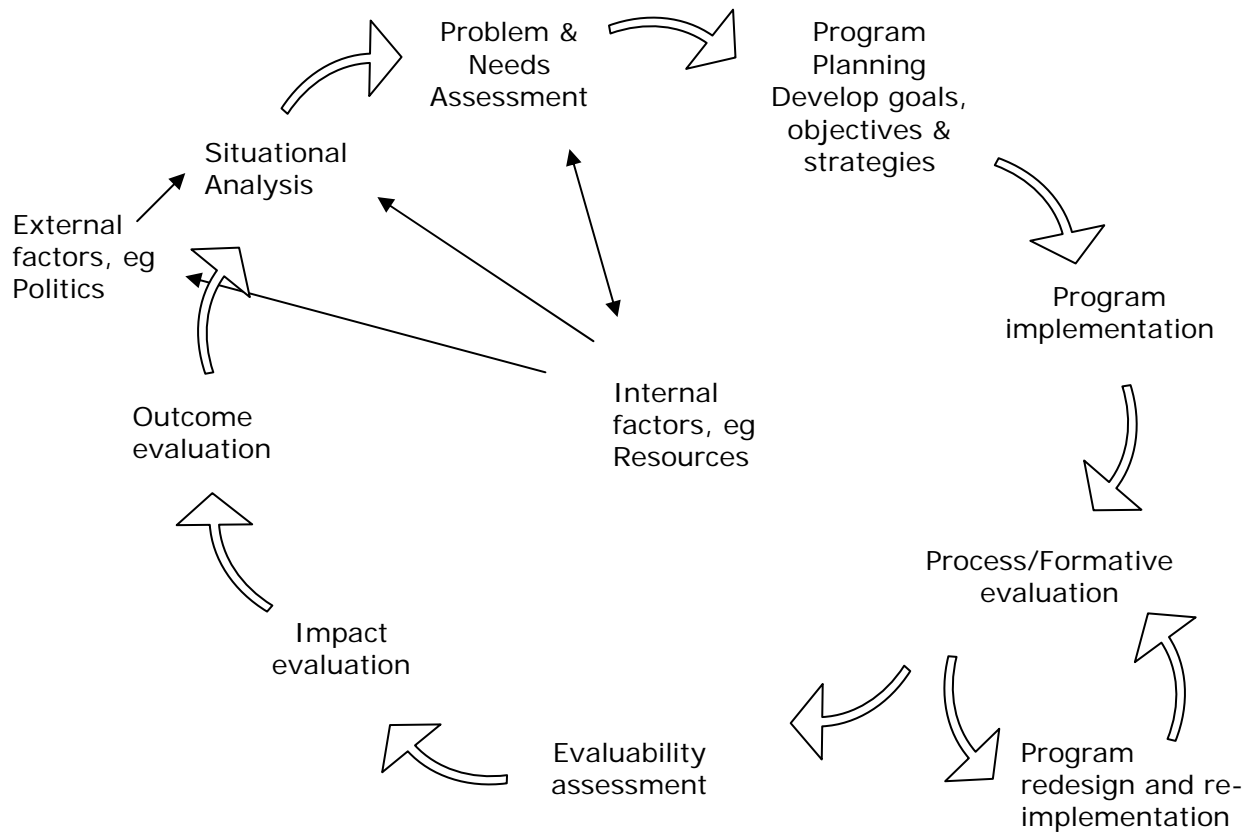 Problem &
Needs
Assessment
Program
Planning
Develop goals,
objectives &
strategies
Situational
Analysis
External
factors, eg
Politics
Program
implementation
Internal
factors, eg
Resources
Outcome
evaluation
Process/Formative
evaluation
Impact
evaluation
Evaluability
assessment
Program
redesign and re-
implementation